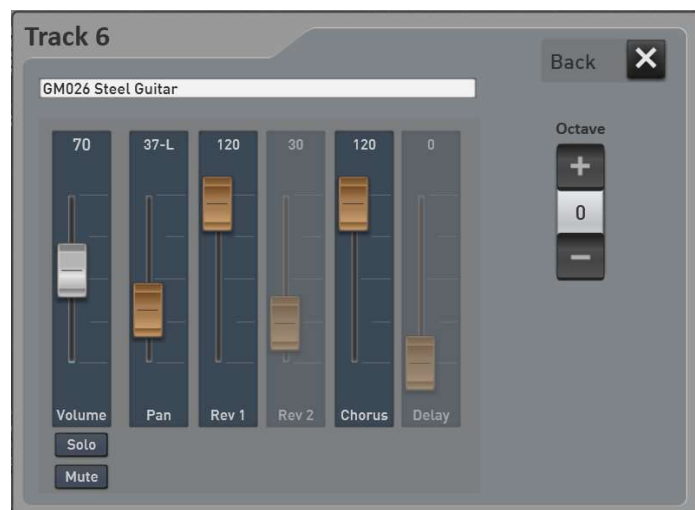 Track 6
Back
GM026 Steel Guitar
Octave
70 37-L 120 30 120 0
+
0
−
Volume Pan Rev 1 Rev 2 Chorus Delay
Solo
Mute